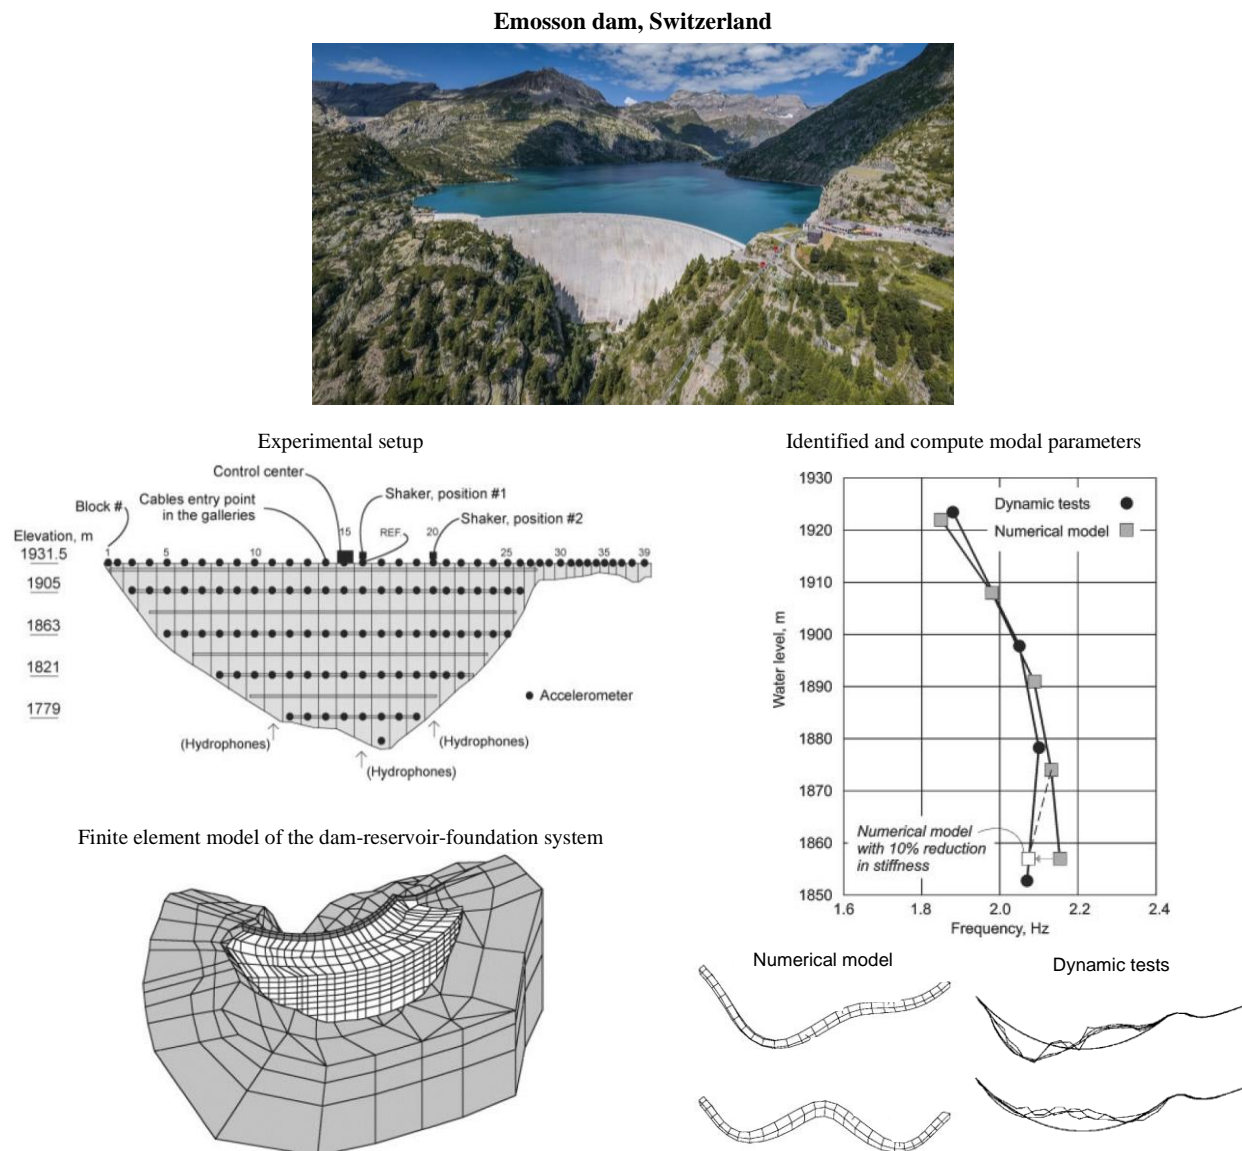 Emosson dam, Switzerland
Experimental setup
Control center
Shaker, position #1
Cables entry point
in the galleries
Block #
Shaker, position #2
Elevation, m
15
REF.
20
1931.5
1
5
10
25
30
35
39
1905
1863
1821
1779
Accelerometer
(Hydrophones)
(Hydrophones)
(Hydrophones)
Identified and compute modal parameters
1930
1920
1910
1900
1890
1880
1870
1860
1850
Water level, m
Dynamic tests
Numerical model
Numerical model
with 10% reduction
in stiffness
1.6
1.8
2.0
2.2
2.4
Frequency, Hz
Finite element model of the dam-reservoir-foundation system
Numerical model
Dynamic tests